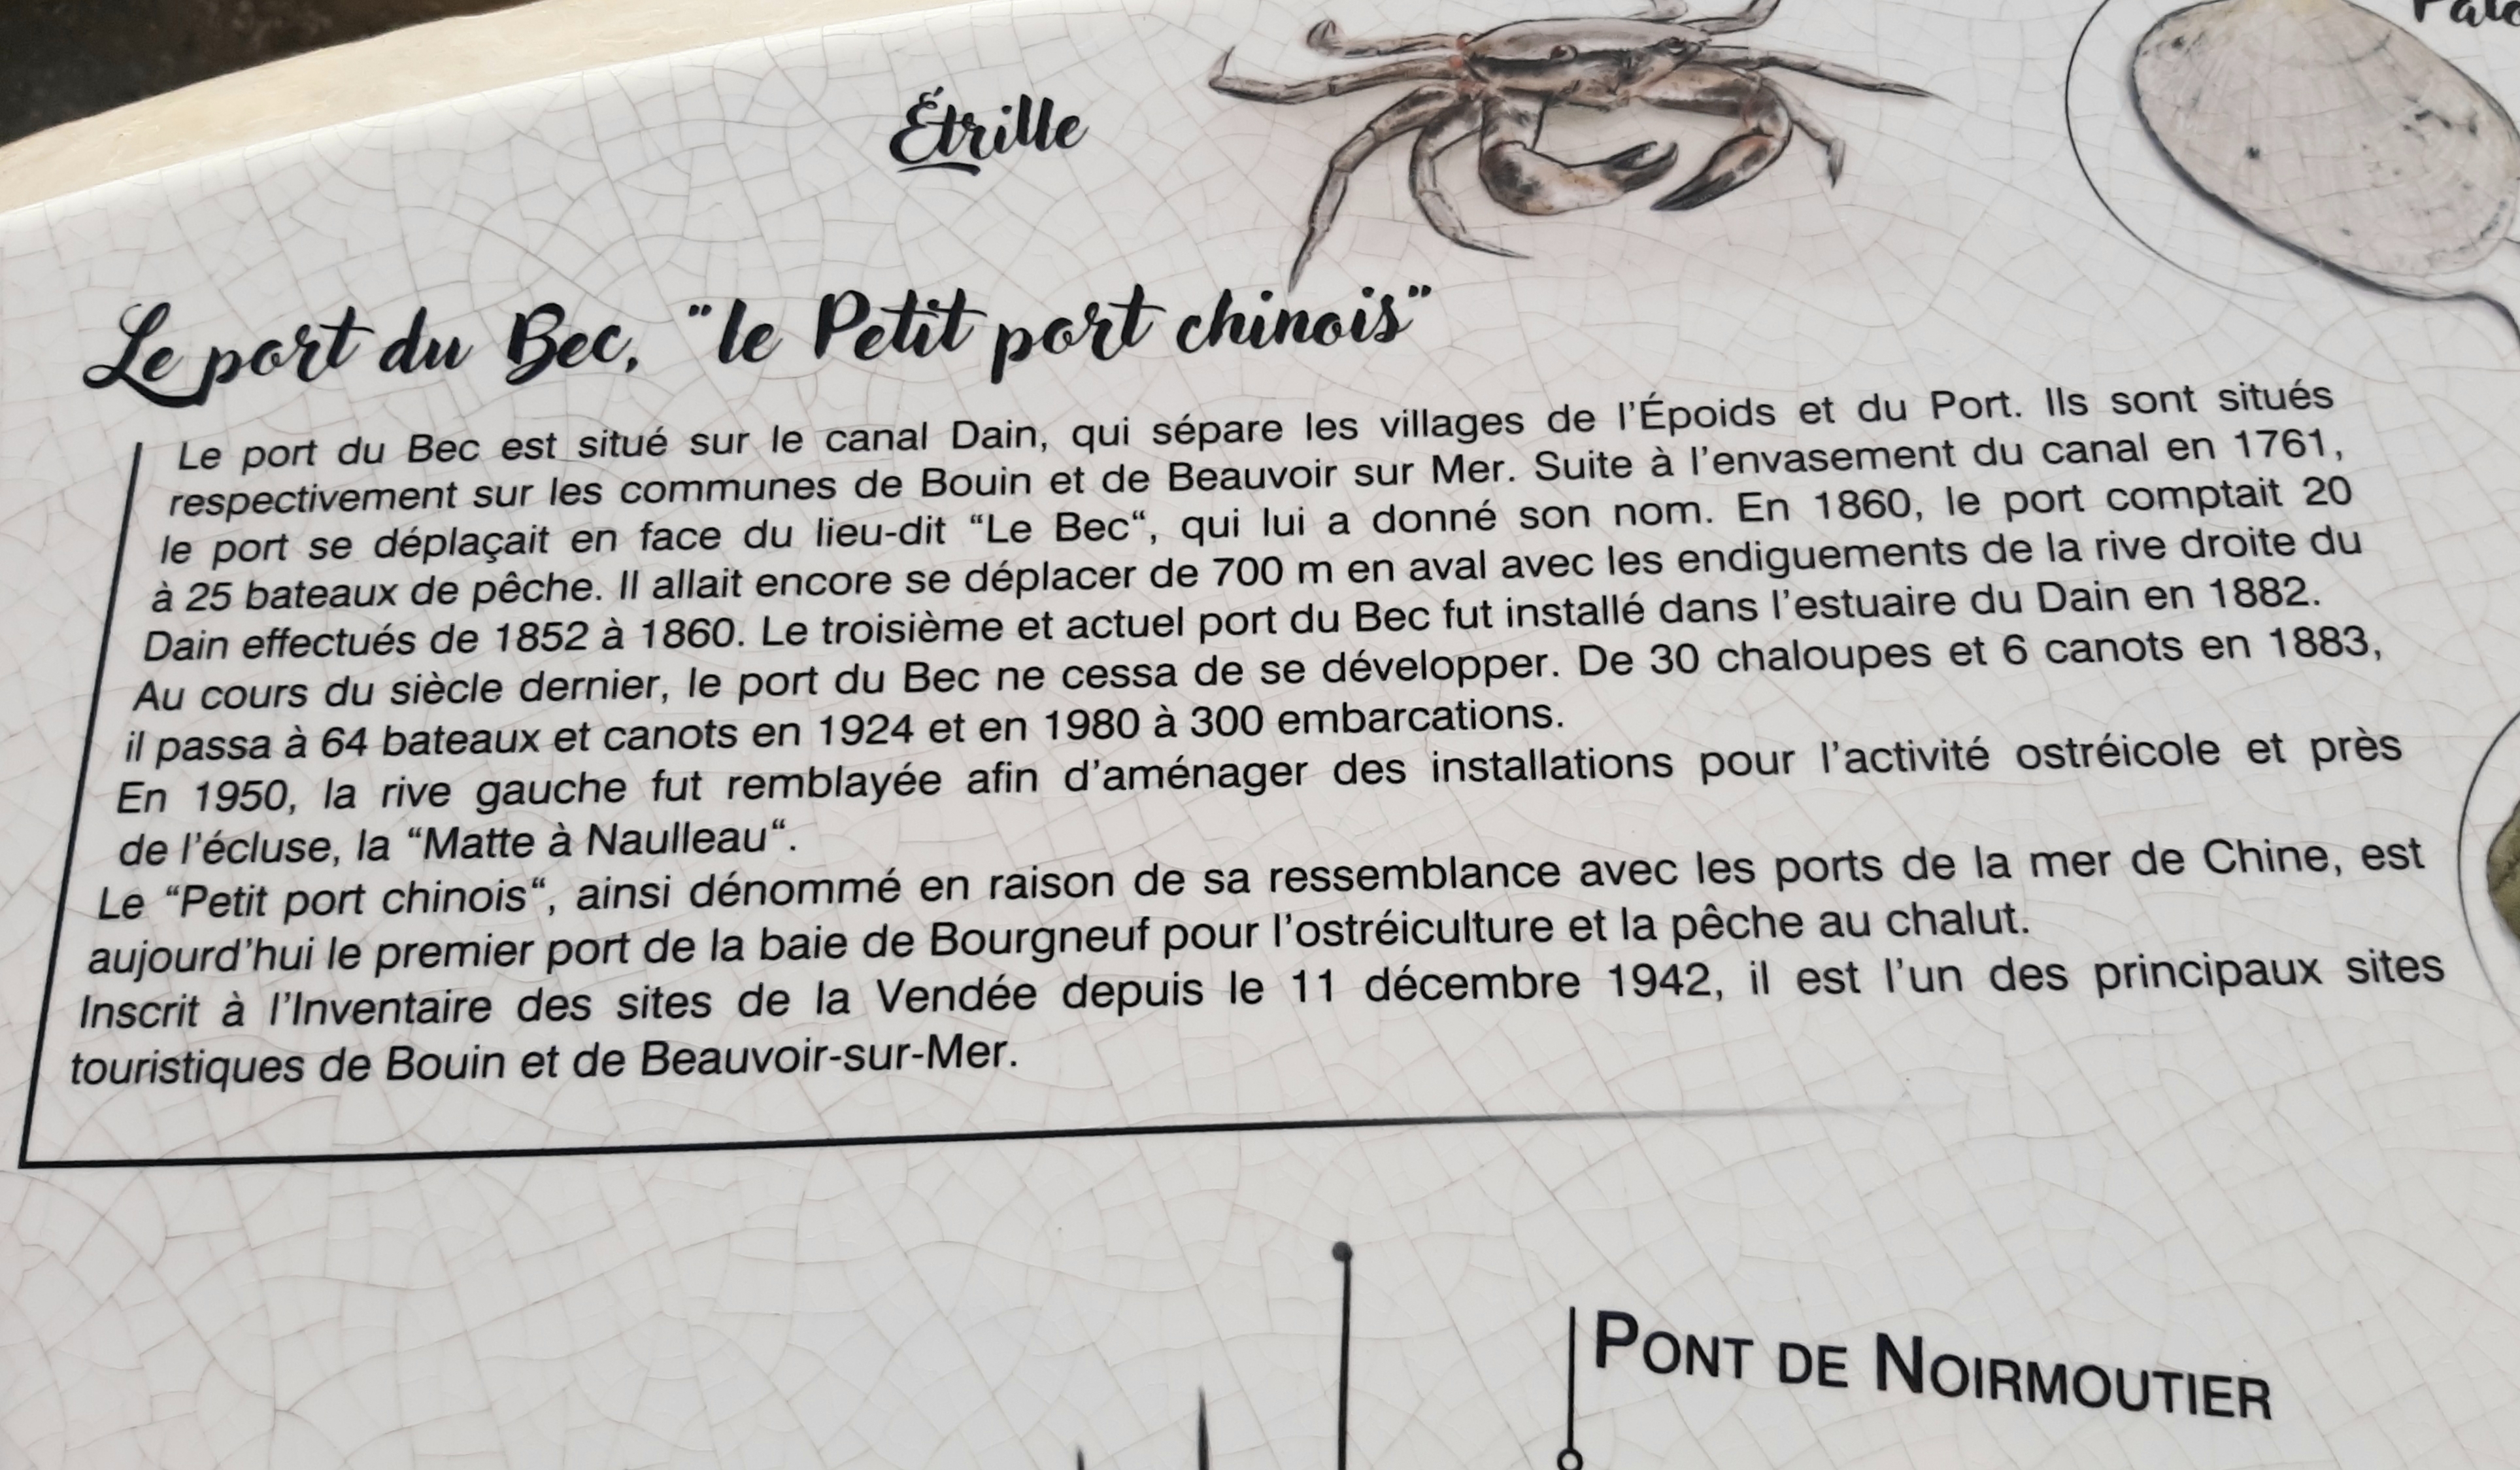 Étrille
Le port du Bec, "le Petit port chinois"
Le port du Bec est situé sur le canal Dain, qui sépare les villages de l'Époids et du Port. Ils sont situés
respectivement sur les communes de Bouin et de Beauvoir sur Mer. Suite à l'envasement du canal en 1761,
le port se déplaçait en face du lieu-dit “Le Bec“, qui lui a donné son nom. En 1860, le port comptait 20
à 25 bateaux de pêche. Il allait encore se déplacer de 700 m en aval avec les endiguements de la rive droite du
Dain effectués de 1852 à 1860. Le troisième et actuel port du Bec fut installé dans l'estuaire du Dain en 1882.
Au cours du siècle dernier, le port du Bec ne cessa de se développer. De 30 chaloupes et 6 canots en 1883,
il passa à 64 bateaux et canots en 1924 et en 1980 à 300 embarcations.
En 1950, la rive gauche fut remblayée afin d'aménager des installations pour l'activité ostréicole et près
de l'écluse, la “Matte à Naulleau“.
Le “Petit port chinois“, ainsi dénommé en raison de sa ressemblance avec les ports de la mer de Chine, est
aujourd'hui le premier port de la baie de Bourgneuf pour l'ostréiculture et la pêche au chalut.
Inscrit à l'Inventaire des sites de la Vendée depuis le 11 décembre 1942, il est l'un des principaux sites
touristiques de Bouin et de Beauvoir-sur-Mer.
PONT DE NOIRMOUTIER